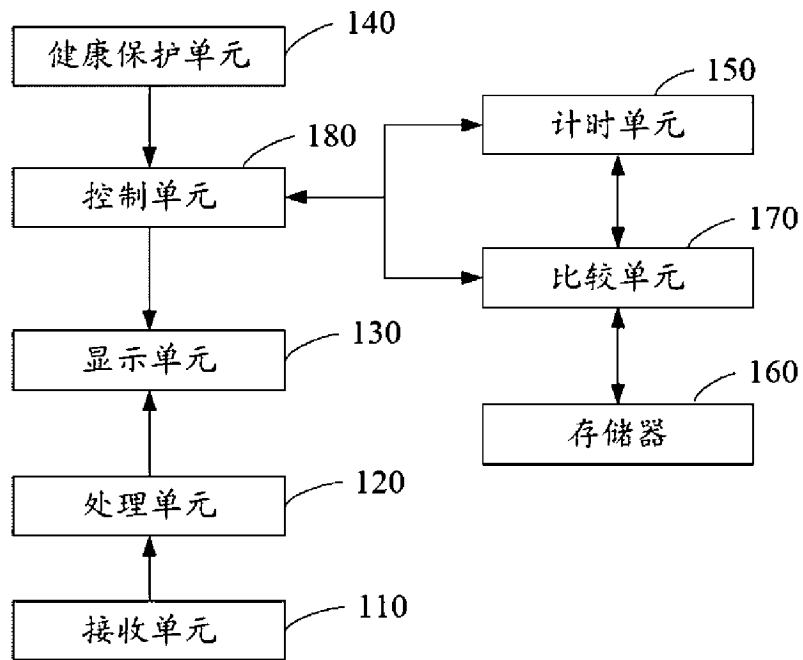 健康保护单元
140
控制单元
180
显示单元
130
处理单元
120
接收单元
110
计时单元
150
比较单元
170
存储器
160